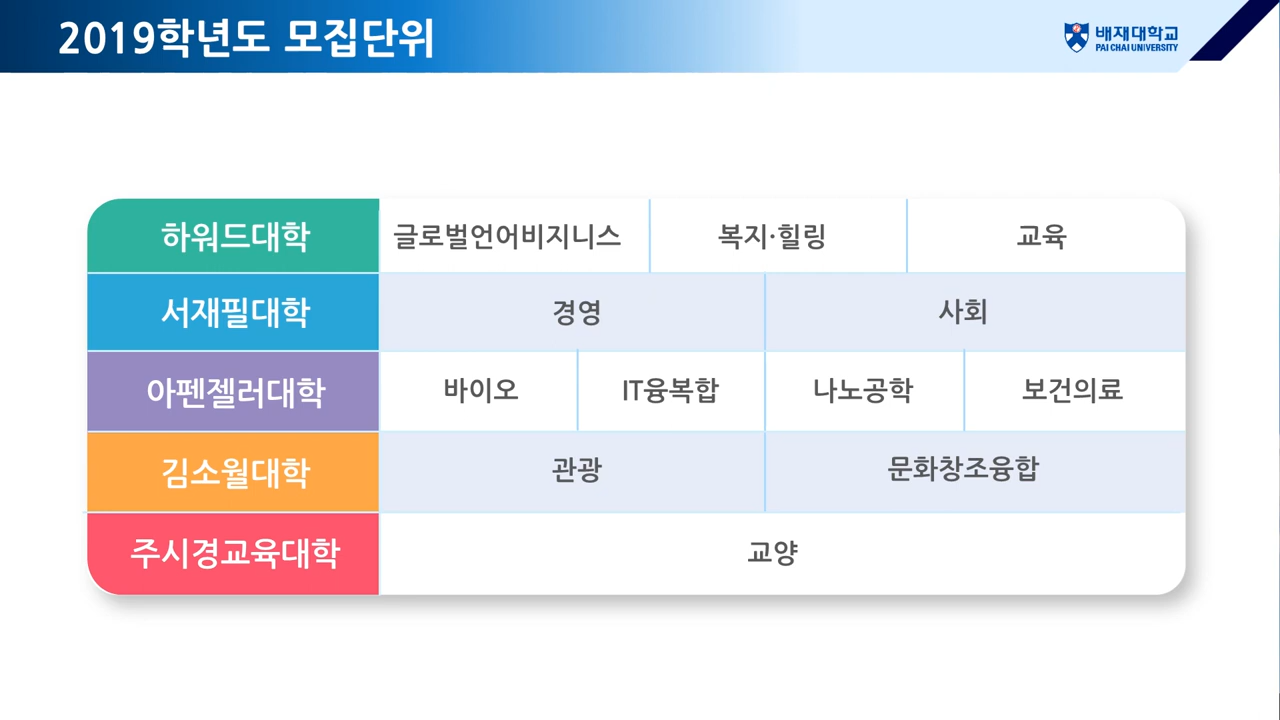 2019학년도 모집단위
배재대학교
PAI CHAI UNIVERSITY
하워드대학 글로벌언어비지니스 복지·힐링 교육
서재필대학 경영 사회
아펜젤러대학 바이오 IT융복합 나노공학 보건의료
김소월대학 관광 문화창조융합
주시경교육대학 교양